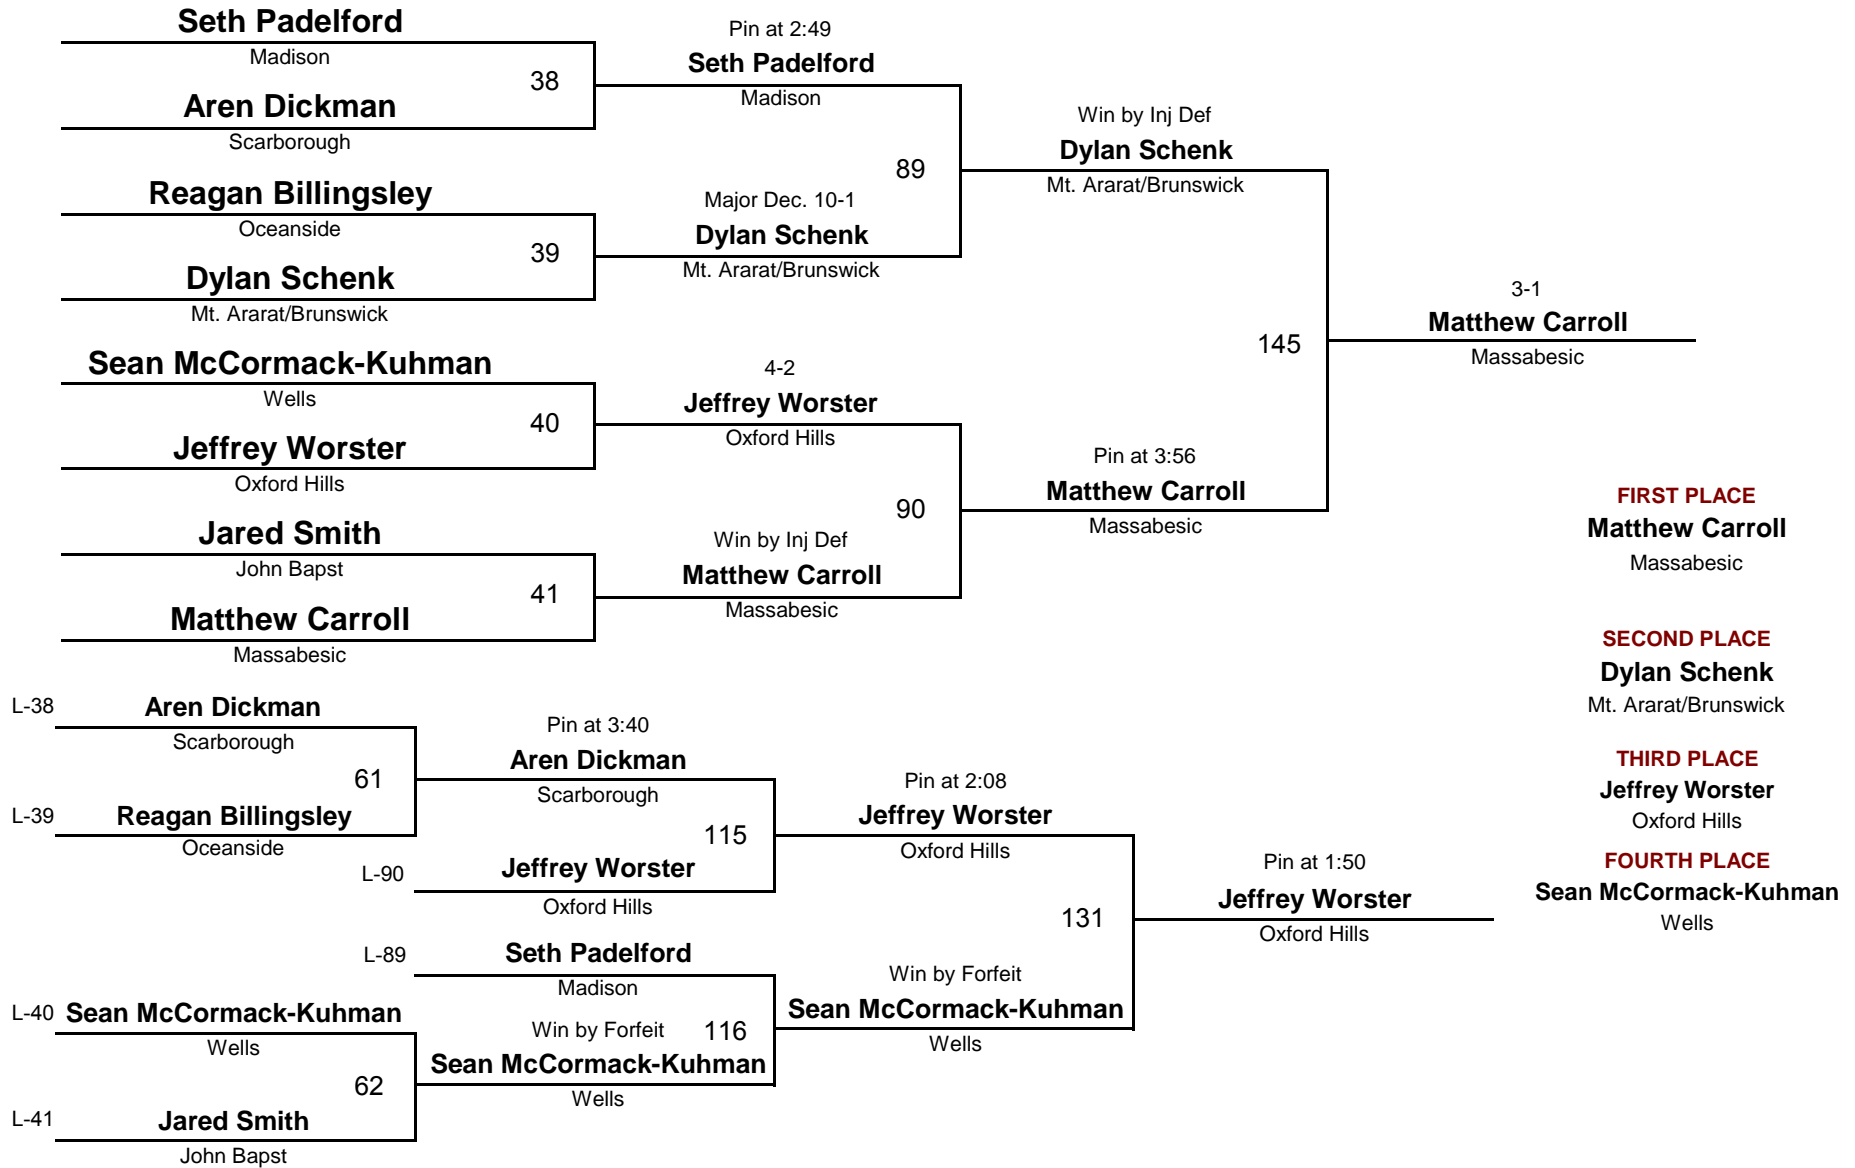 Seth Padelford
Madison
38
Aren Dickman
Scarborough
Reagan Billingsley
Oceanside
39
Dylan Schenk
Mt. Ararat/Brunswick
Sean McCormack-Kuhman
Wells
40
Jeffrey Worster
Oxford Hills
Jared Smith
John Bapst
41
Matthew Carroll
Massabesic
Pin at 2:49
Seth Padelford
Madison
89
Major Dec. 10-1
Dylan Schenk
Mt. Ararat/Brunswick
4-2
Jeffrey Worster
Oxford Hills
90
Win by Inj Def
Matthew Carroll
Massabesic
Win by Inj Def
Dylan Schenk
Mt. Ararat/Brunswick
145
Pin at 3:56
Matthew Carroll
Massabesic
3-1
Matthew Carroll
Massabesic
FIRST PLACE
Matthew Carroll
Massabesic
SECOND PLACE
Dylan Schenk
Mt. Ararat/Brunswick
THIRD PLACE
Jeffrey Worster
Oxford Hills
FOURTH PLACE
Sean McCormack-Kuhman
Wells
L-38
Aren Dickman
Scarborough
61
L-39
Reagan Billingsley
Oceanside
Pin at 3:40
Aren Dickman
Scarborough
115
L-90
Jeffrey Worster
Oxford Hills
L-89
Seth Padelford
Madison
L-40
Sean McCormack-Kuhman
Wells
62
L-41
Jared Smith
John Bapst
Win by Forfeit
116
Sean McCormack-Kuhman
Wells
Pin at 2:08
Jeffrey Worster
Oxford Hills
131
Win by Forfeit
Sean McCormack-Kuhman
Wells
Pin at 1:50
Jeffrey Worster
Oxford Hills